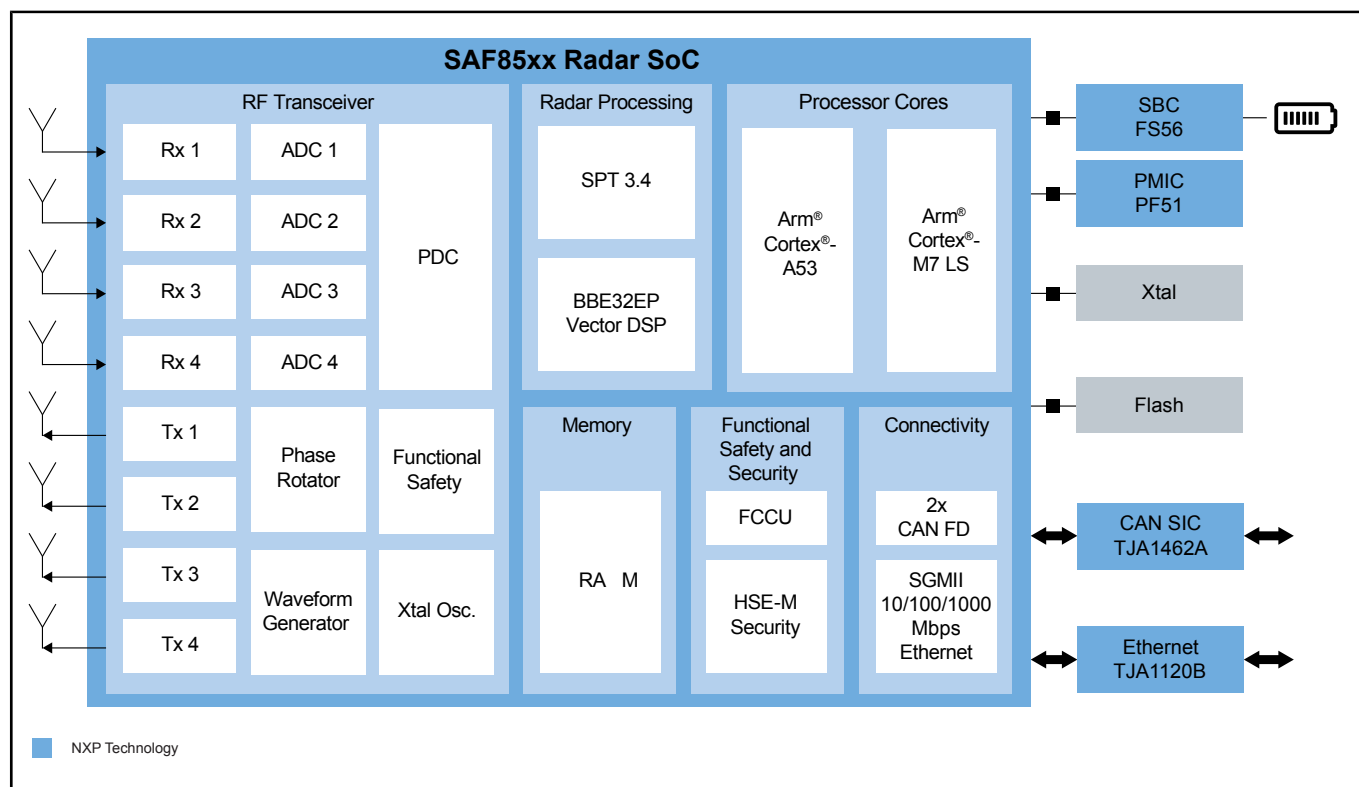 SAF85xx Radar SoC
RF Transceiver
Rx 1
ADC 1
Rx 2
ADC 2
Rx 3
ADC 3
Rx 4
ADC 4
PDC
Tx 1
Tx 2
Tx 3
Tx 4
Phase
Rotator
Functional
Safety
Waveform
Generator
Xtal Osc.
Radar Processing
SPT 3.4
BBE32EP
Vector DSP
Processor Cores
Arm®
Cortex®-
A53
Arm®
Cortex®-
M7 LS
Memory
RA M
Functional
Safety and
Security
FCCU
HSE-M
Security
Connectivity
2x
CAN FD
SGMII
10/100/1000
Mbps
Ethernet
SBC
FS56
PMIC
PF51
Xtal
Flash
CAN SIC
TJA1462A
Ethernet
TJA1120B
NXP Technology